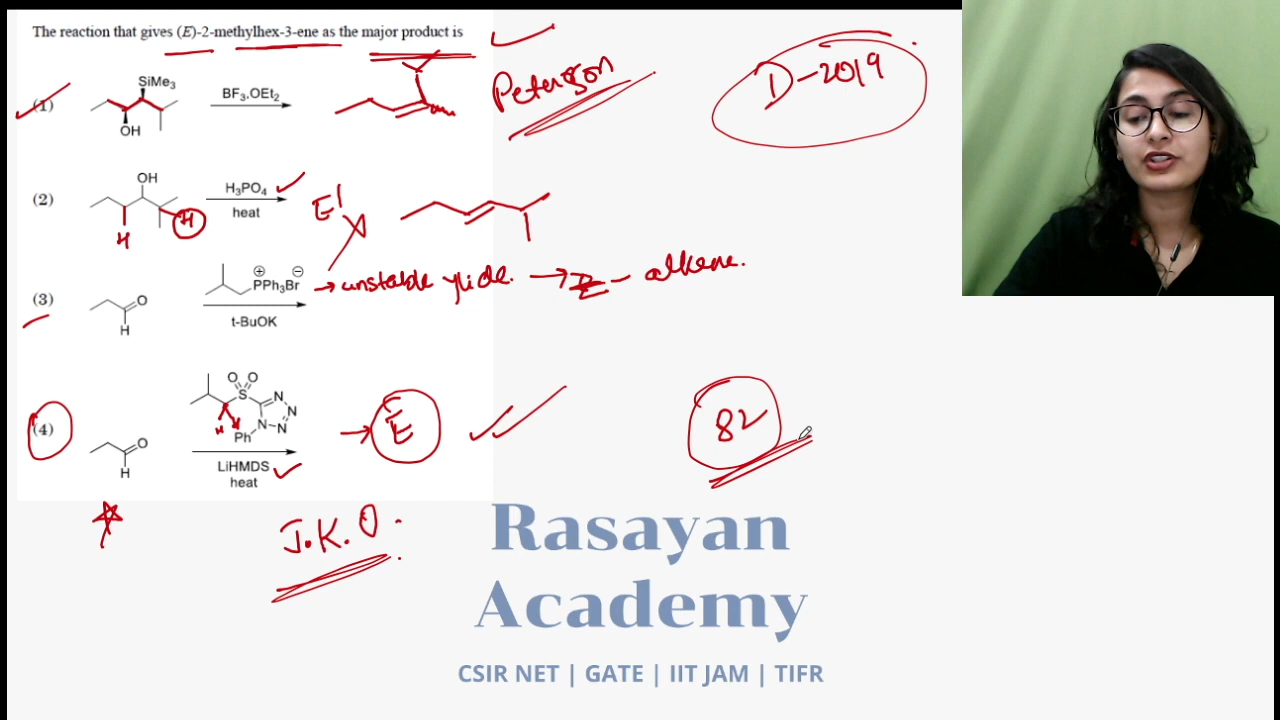 The reaction that gives (E)-2-methylhex-3-ene as the major product is
(1)
SiMe3
OH
BF3.OEt2
Peterson
D-2019
(2)
OH
H
H
H3PO4
heat
E1
(3)
O
H
⊕ ⊖
PPh3Br
t-BuOK
→ unstable ylide. → Z - alkene.
(4)
O
H
O O
S
N
N
N
N
Ph
H H
LiHMDS
heat
→ E
82
J.K.O.
Rasayan
Academy
CSIR NET | GATE | IIT JAM | TIFR